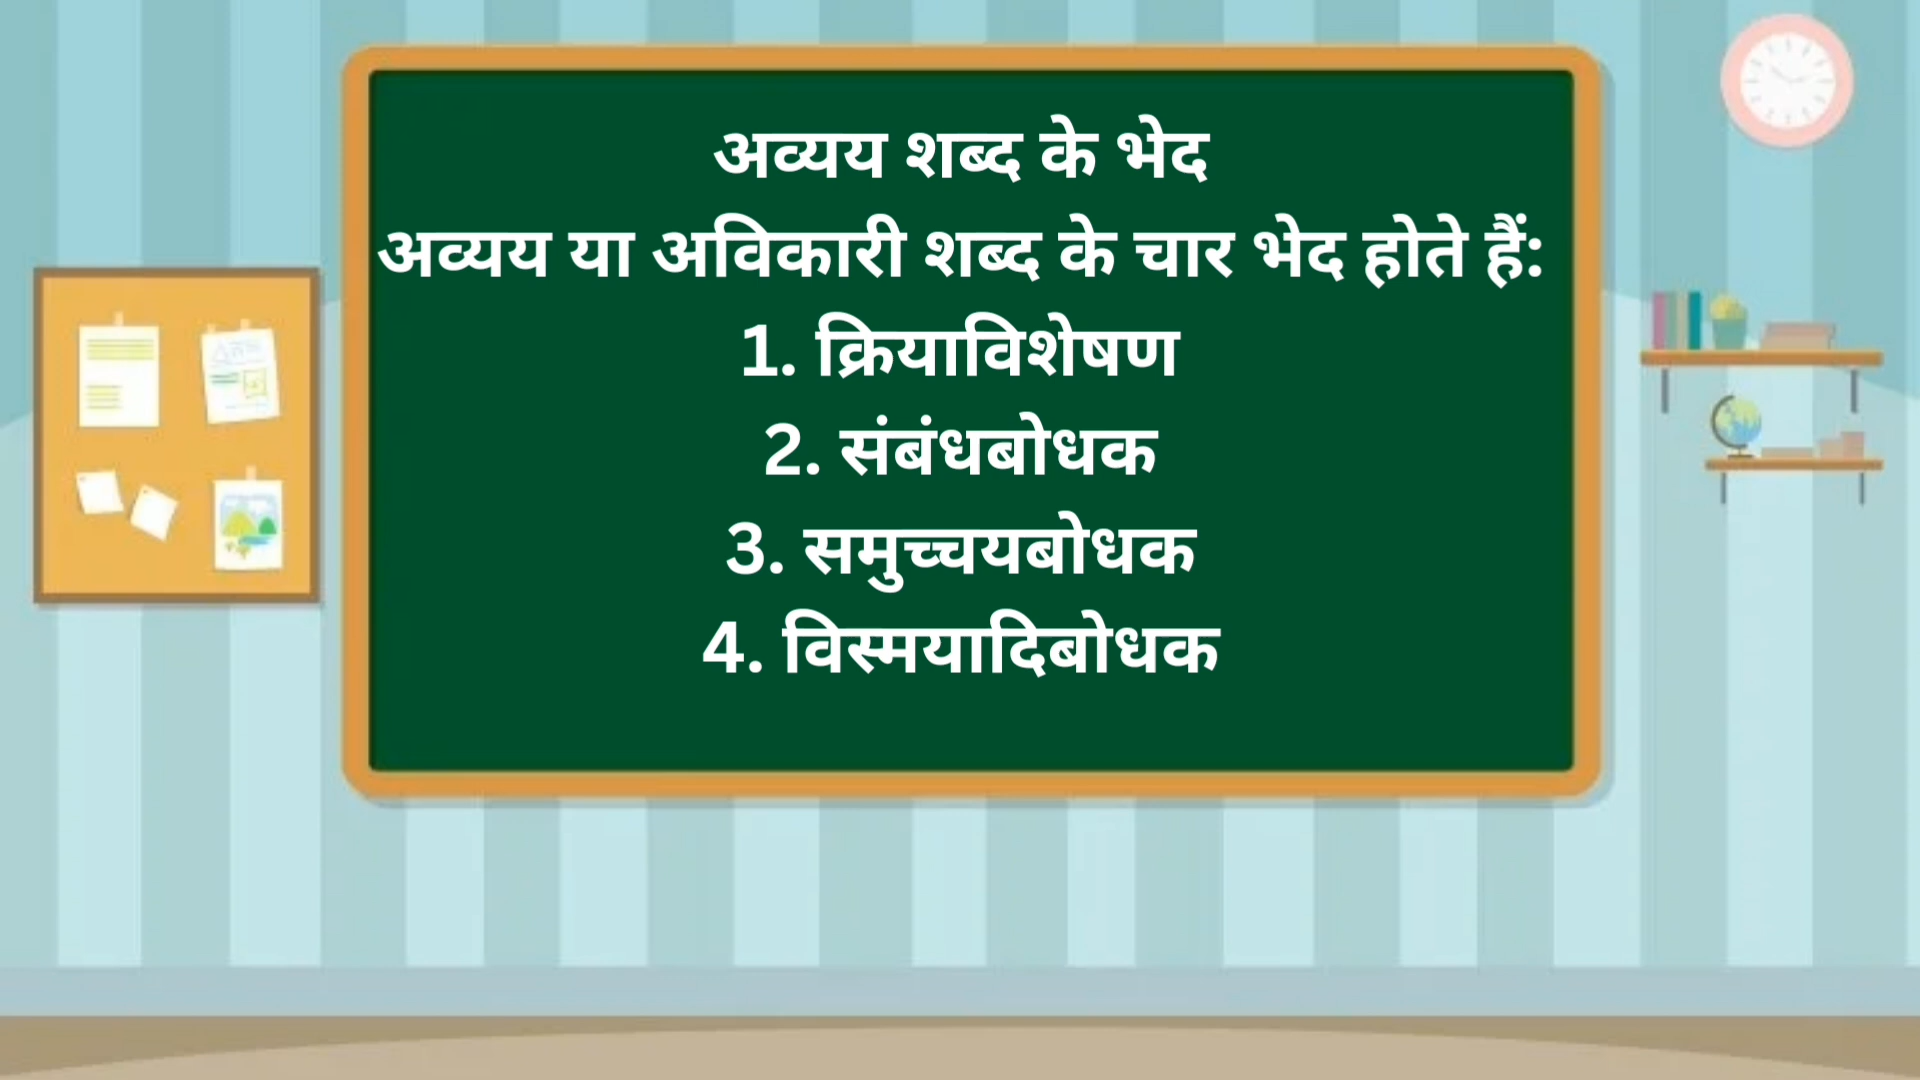 अव्यय शब्द के भेद
अव्यय या अविकारी शब्द के चार भेद होते हैं:
1. क्रियाविशेषण
2. संबंधबोधक
3. समुच्चयबोधक
4. विस्मयादिबोधक